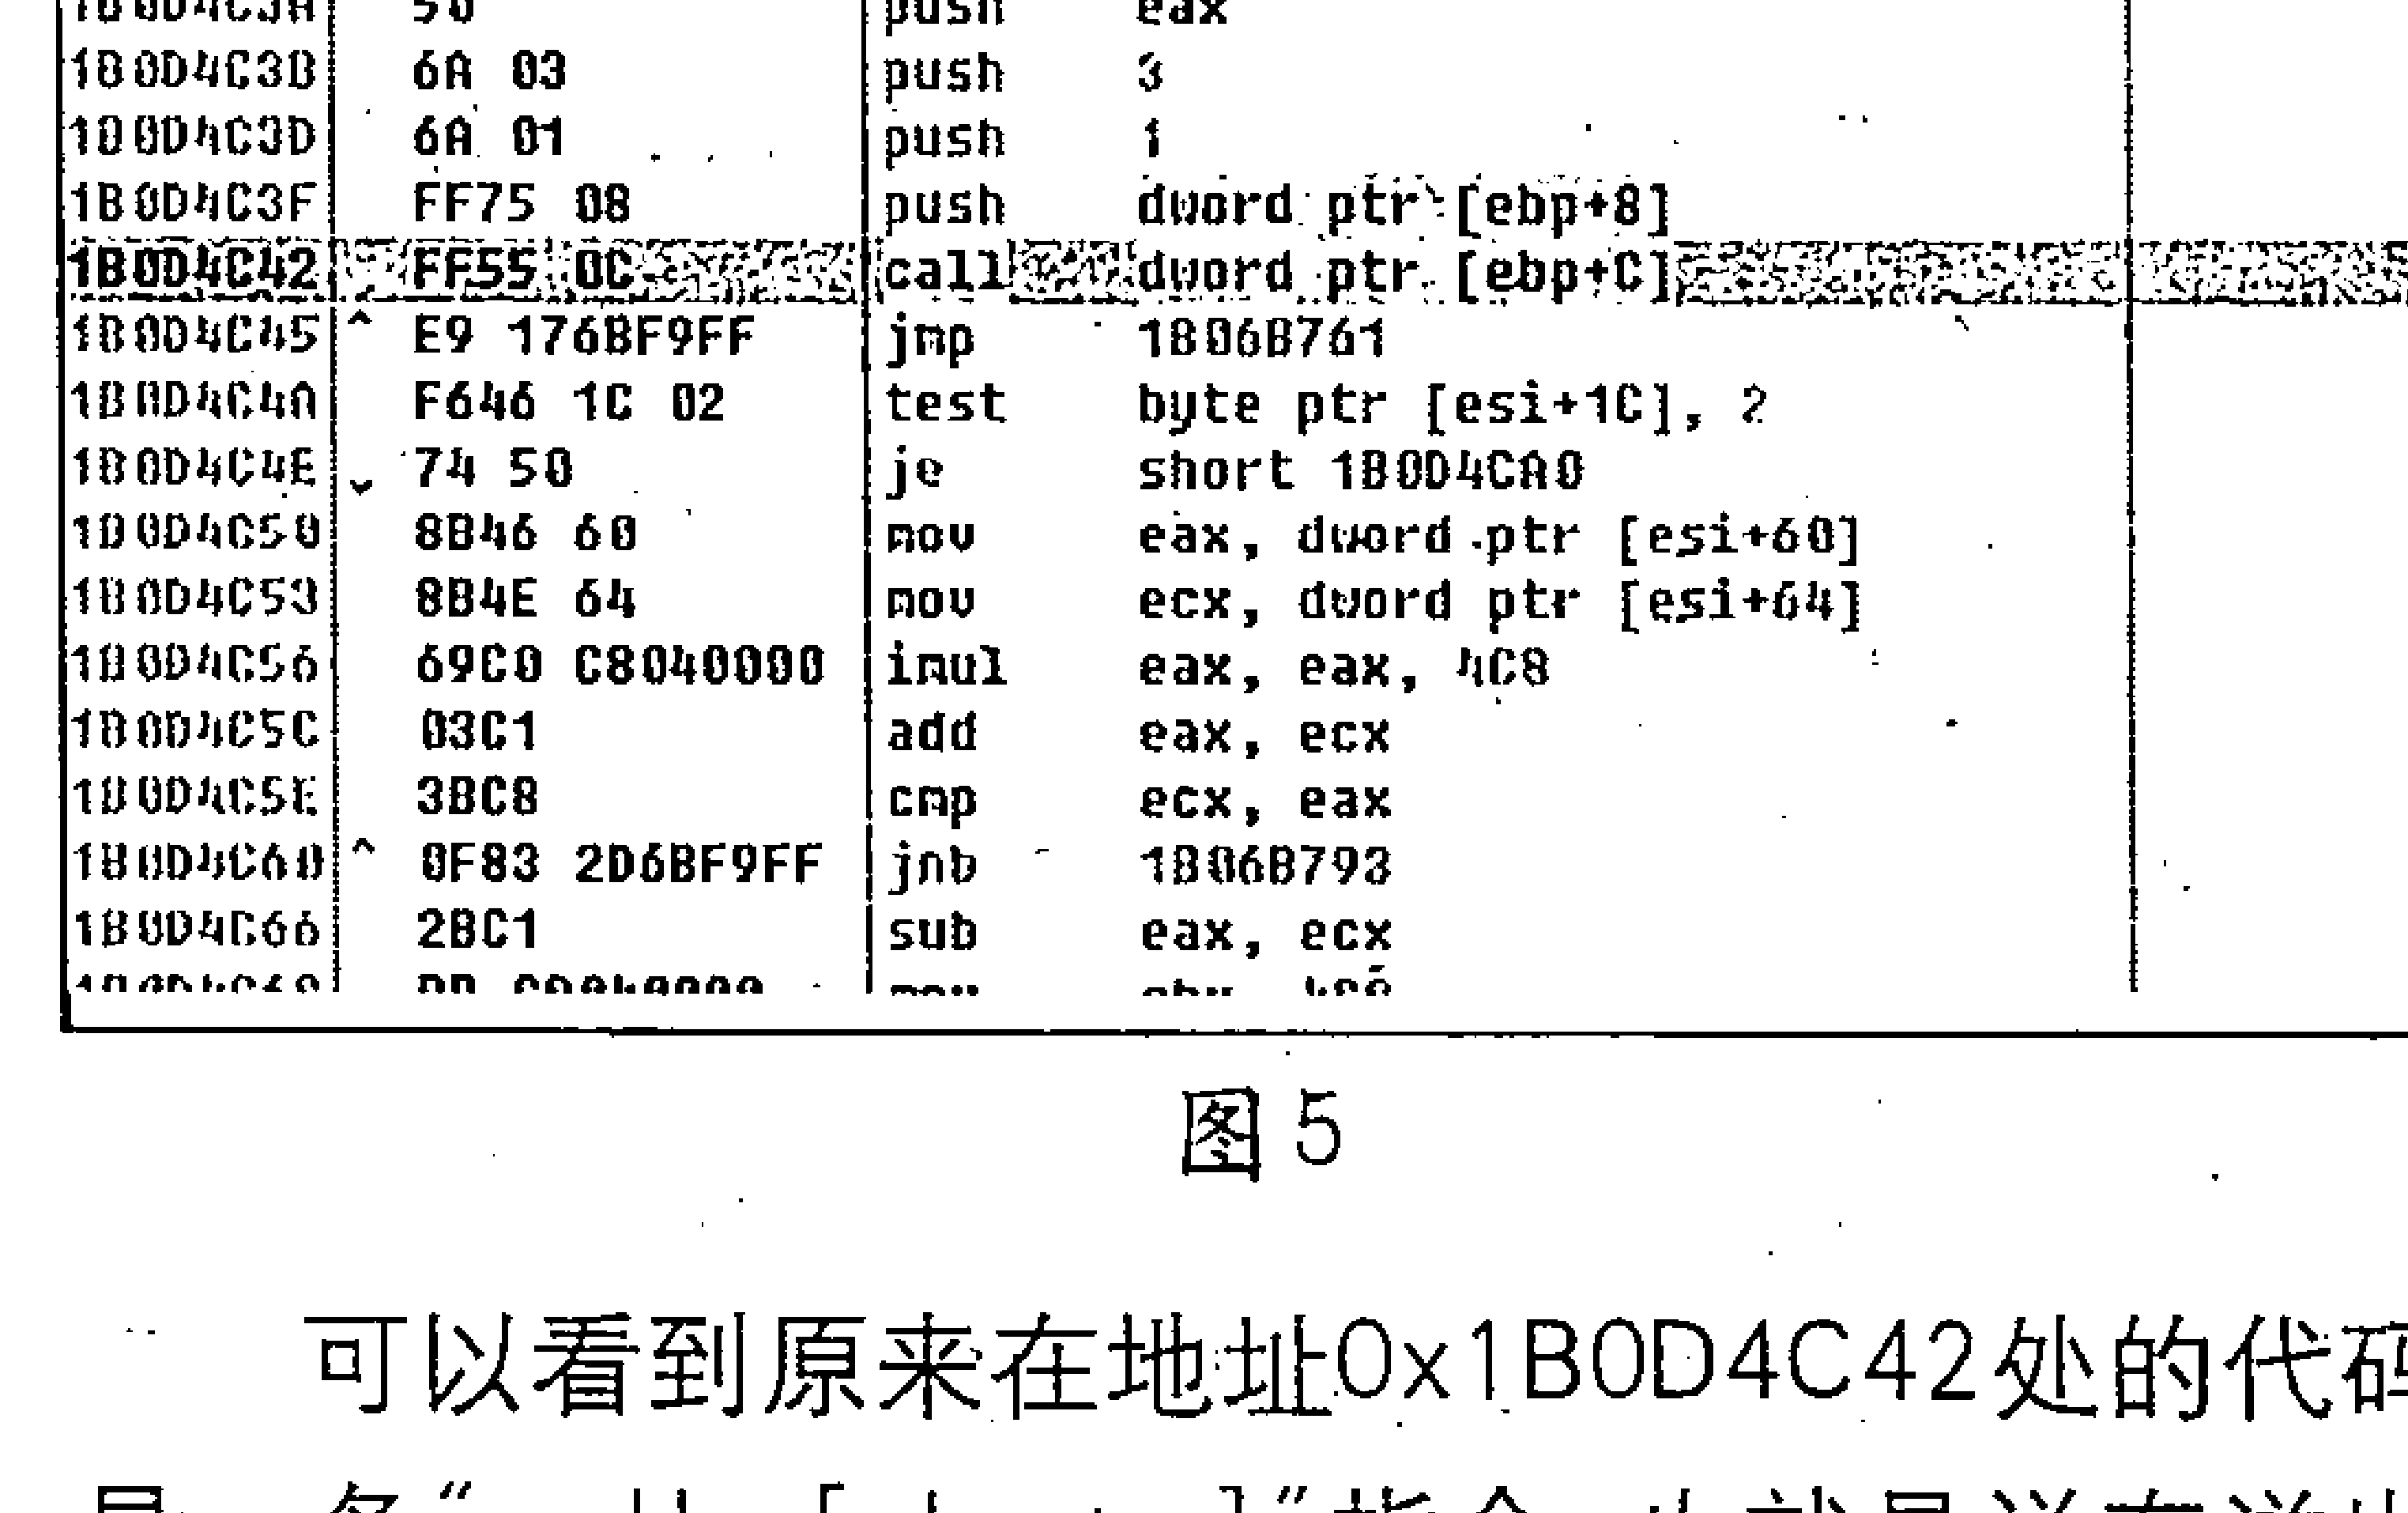 1B0D4C3A 50 push eax
1B0D4C3B 6A 03 push 3
1B0D4C3D 6A 01 push 1
1B0D4C3F FF75 08 push dword ptr [ebp+8]
1B0D4C42 FF55 0C call dword ptr [ebp+C]
1B0D4C45 ^ E9 176BF9FF jmp 1B06B761
1B0D4C4A F646 1C 02 test byte ptr [esi+1C], 2
1B0D4C4E 74 50 je short 1B0D4CA0
1B0D4C50 8B46 60 mov eax, dword ptr [esi+60]
1B0D4C53 8B4E 64 mov ecx, dword ptr [esi+64]
1B0D4C56 69C0 C8040000 imul eax, eax, 4C8
1B0D4C5C 03C1 add eax, ecx
1B0D4C5E 3BC8 cmp ecx, eax
1B0D4C60 ^ 0F83 2D6BF9FF jnb 1B06B793
1B0D4C66 2BC1 sub eax, ecx
图 5
可以看到原来在地址0x1B0D4C42处的代码